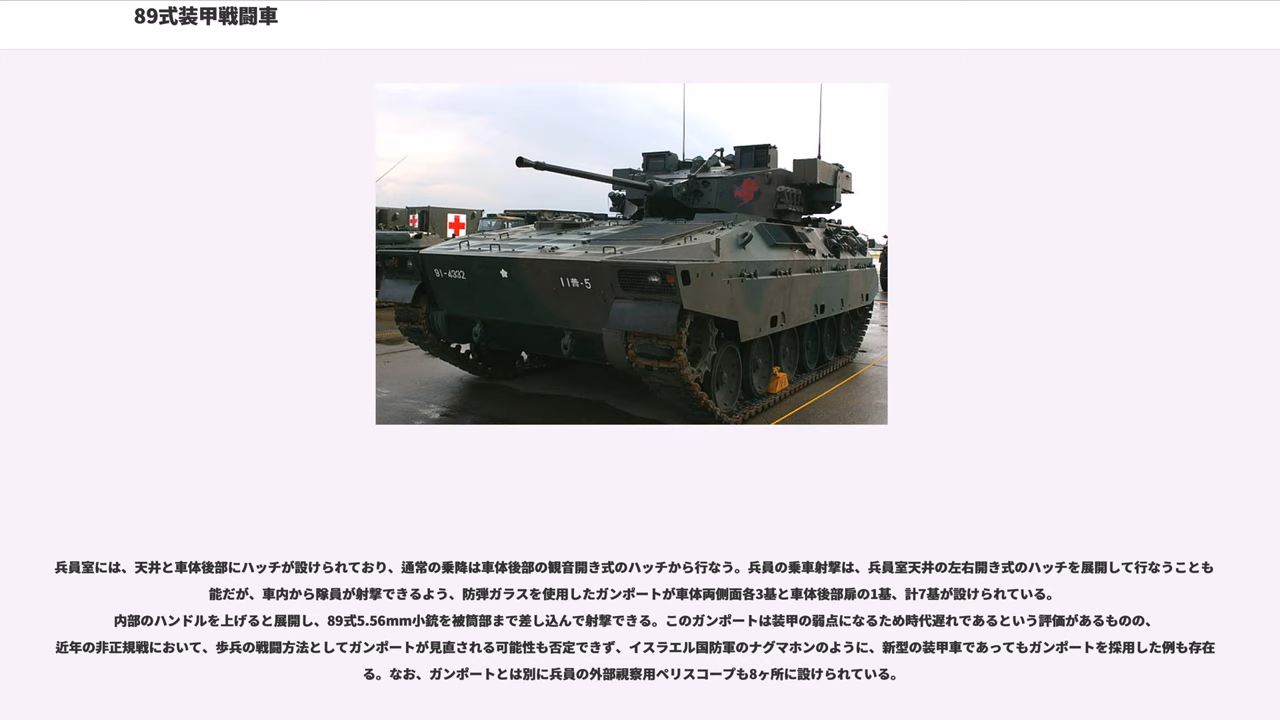 89式装甲戦闘車
91-4332
11普-5
兵員室には、天井と車体後部にハッチが設けられており、通常の乗降は車体後部の観音開き式のハッチから行なう。兵員の乗車射撃は、兵員室天井の左右開き式のハッチを展開して行なうことも
能だが、車内から隊員が射撃できるよう、防弾ガラスを使用したガンポートが車体両側面各3基と車体後部扉の1基、計7基が設けられている。
内部のハンドルを上げると展開し、89式5.56mm小銃を被筒部まで差し込んで射撃できる。このガンポートは装甲の弱点になるため時代遅れであるという評価があるものの、
近年の非正規戦において、歩兵の戦闘方法としてガンポートが見直される可能性も否定できず、イスラエル国防軍のナグマホンのように、新型の装甲車であってもガンポートを採用した例も存在
る。なお、ガンポートとは別に兵員の外部視察用ペリスコープも8ヶ所に設けられている。